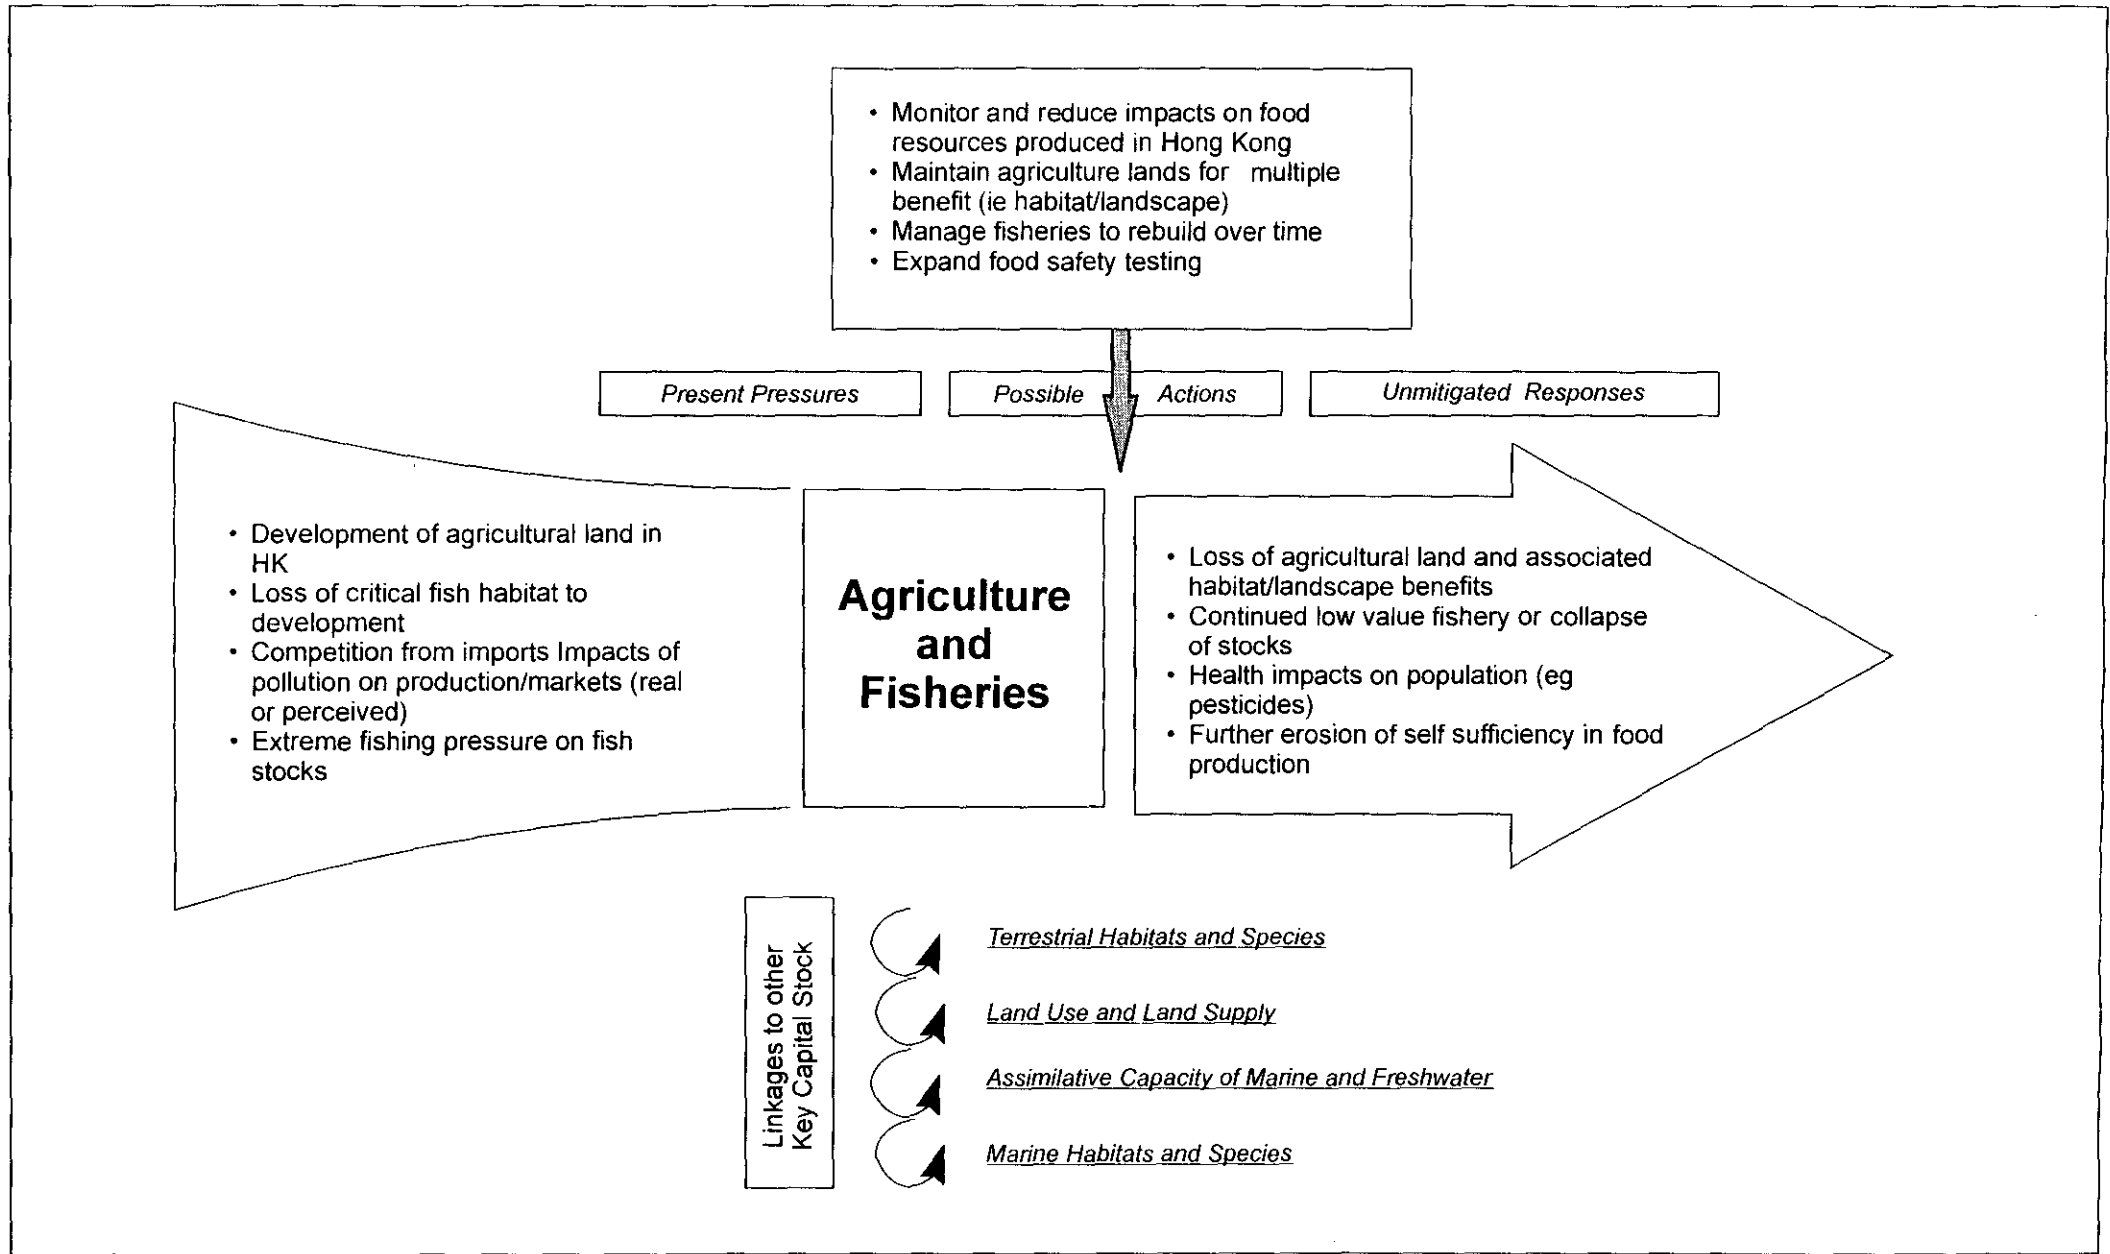 • Monitor and reduce impacts on food
resources produced in Hong Kong
• Maintain agriculture lands for multiple
benefit (ie habitat/landscape)
• Manage fisheries to rebuild over time
• Expand food safety testing
Present Pressures
Possible Actions
Unmitigated Responses
• Development of agricultural land in
HK
• Loss of critical fish habitat to
development
• Competition from imports Impacts of
pollution on production/markets (real
or perceived)
• Extreme fishing pressure on fish
stocks
Agriculture
and
Fisheries
• Loss of agricultural land and associated
habitat/landscape benefits
• Continued low value fishery or collapse
of stocks
• Health impacts on population (eg
pesticides)
• Further erosion of self sufficiency in food
production
Linkages to other
Key Capital Stock
Terrestrial Habitats and Species
Land Use and Land Supply
Assimilative Capacity of Marine and Freshwater
Marine Habitats and Species